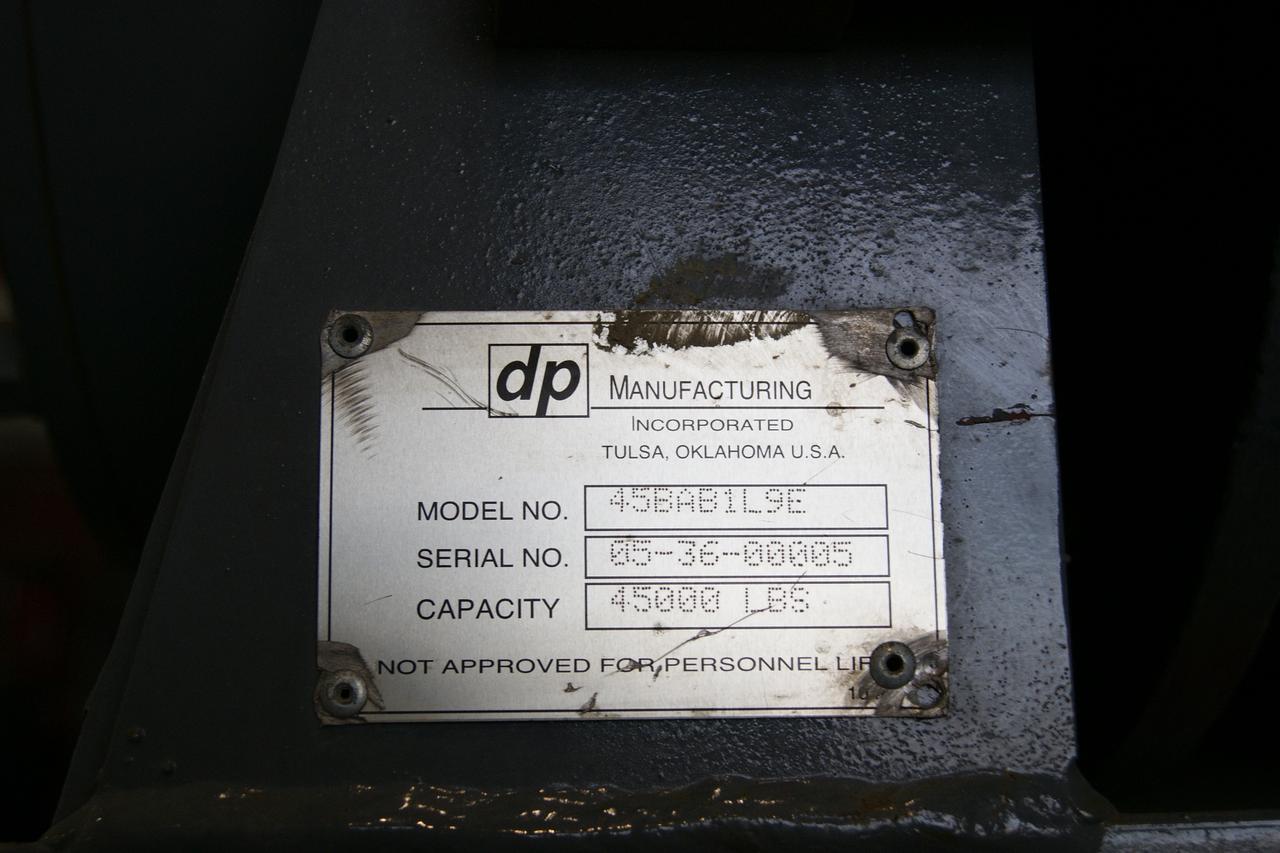 dp MANUFACTURING
INCORPORATED
TULSA, OKLAHOMA U.S.A.
MODEL NO. 45BAB1L9E
SERIAL NO. 05-36-00005
CAPACITY 45000 LBS
NOT APPROVED FOR PERSONNEL LIF